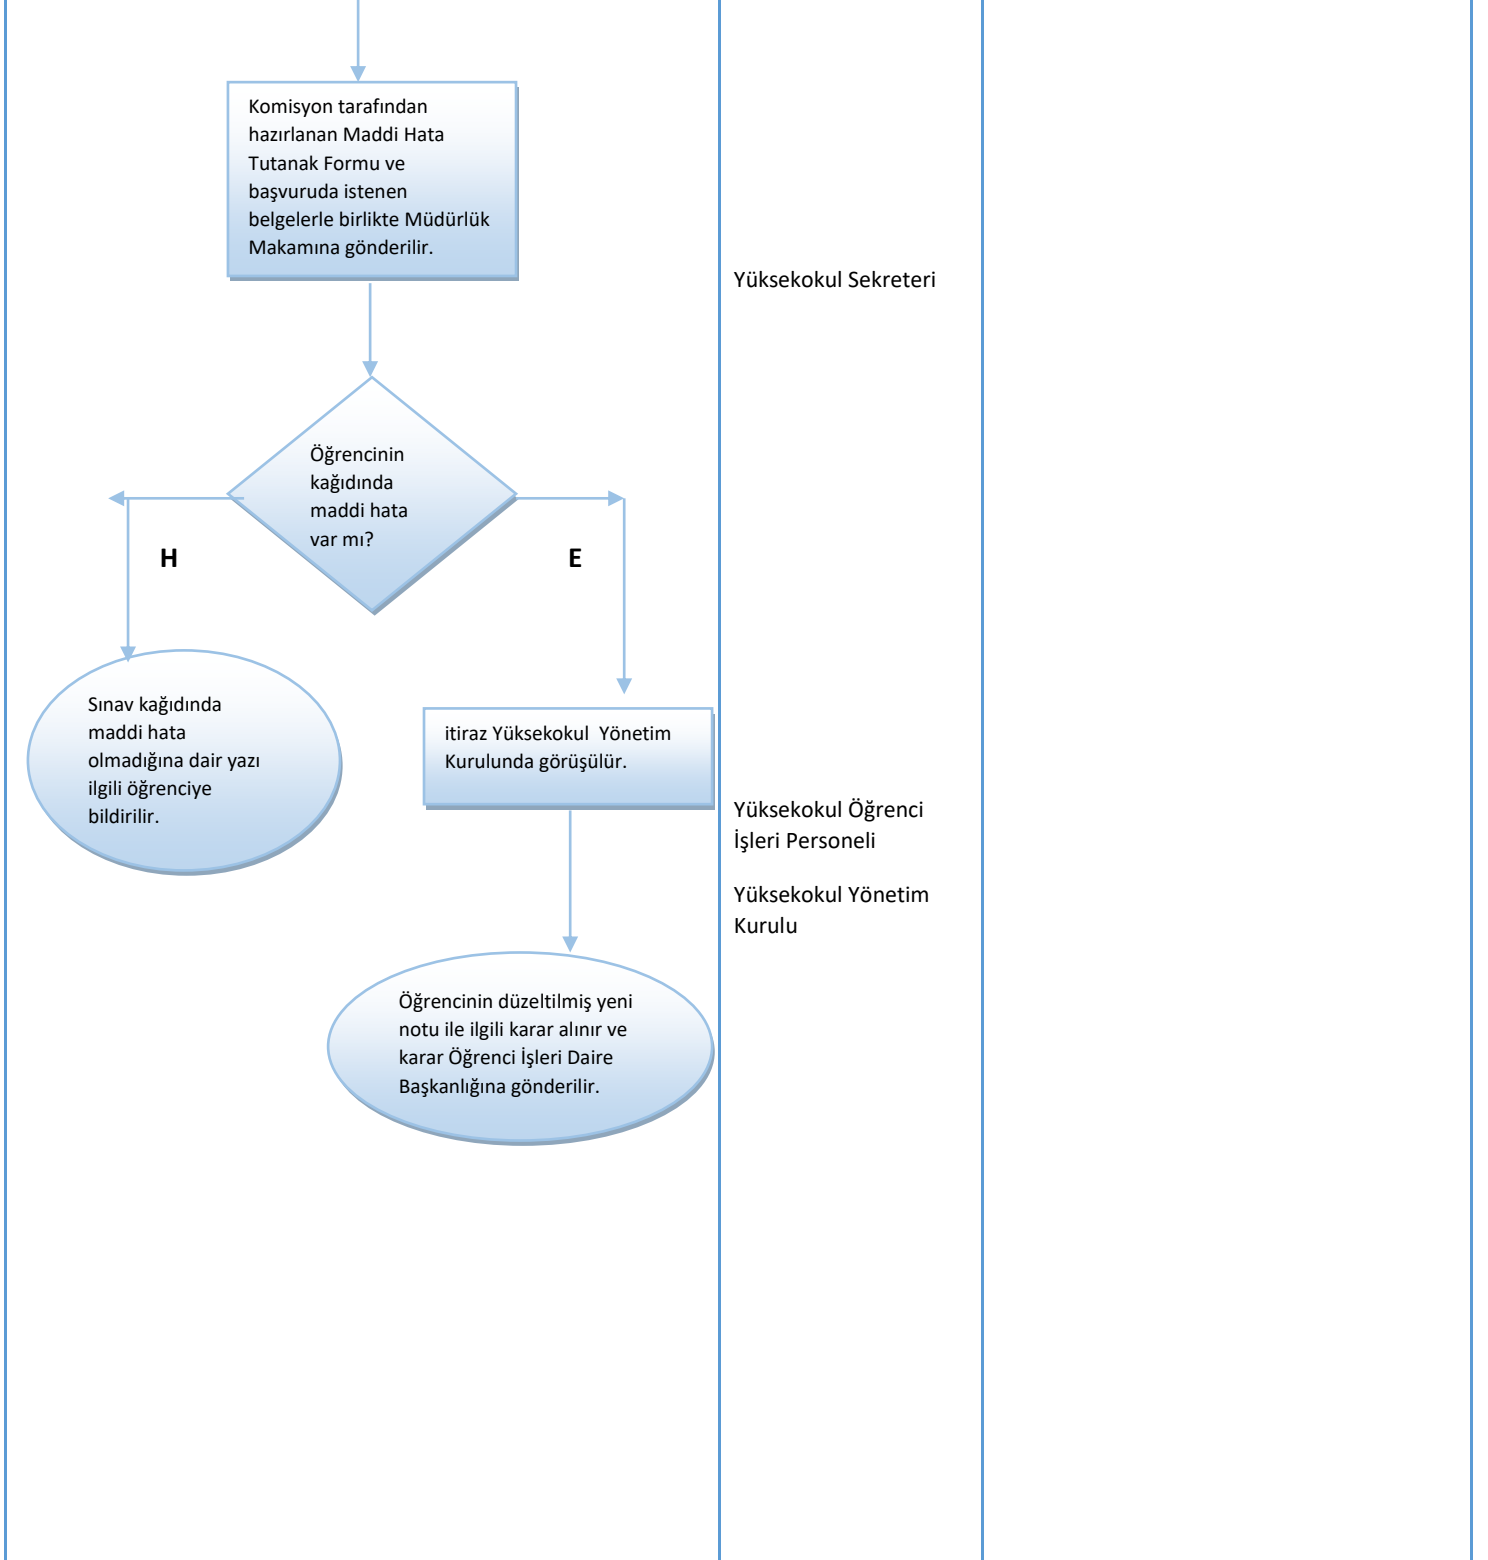 Komisyon tarafından
hazırlanan Maddi Hata
Tutanak Formu ve
başvuruda istenen
belgelerle birlikte Müdürlük
Makamına gönderilir.
Yüksekokul Sekreteri
Öğrencinin
kağıdında
maddi hata
var mı?
H
E
Sınav kağıdında
maddi hata
olmadığına dair yazı
ilgili öğrenciye
bildirilir.
itiraz Yüksekokul  Yönetim
Kurulunda görüşülür.
Yüksekokul Öğrenci
İşleri Personeli
Yüksekokul Yönetim
Kurulu
Öğrencinin düzeltilmiş yeni
notu ile ilgili karar alınır ve
karar Öğrenci İşleri Daire
Başkanlığına gönderilir.